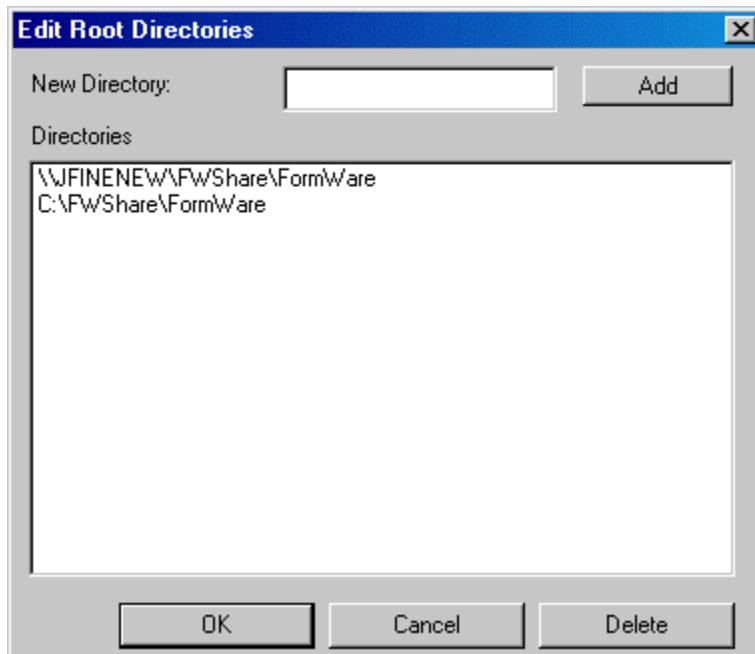 Edit Root Directories
New Directory:
Add
Directories
\\JFINENEW\FWShare\FormWare
C:\FWShare\FormWare
OK
Cancel
Delete